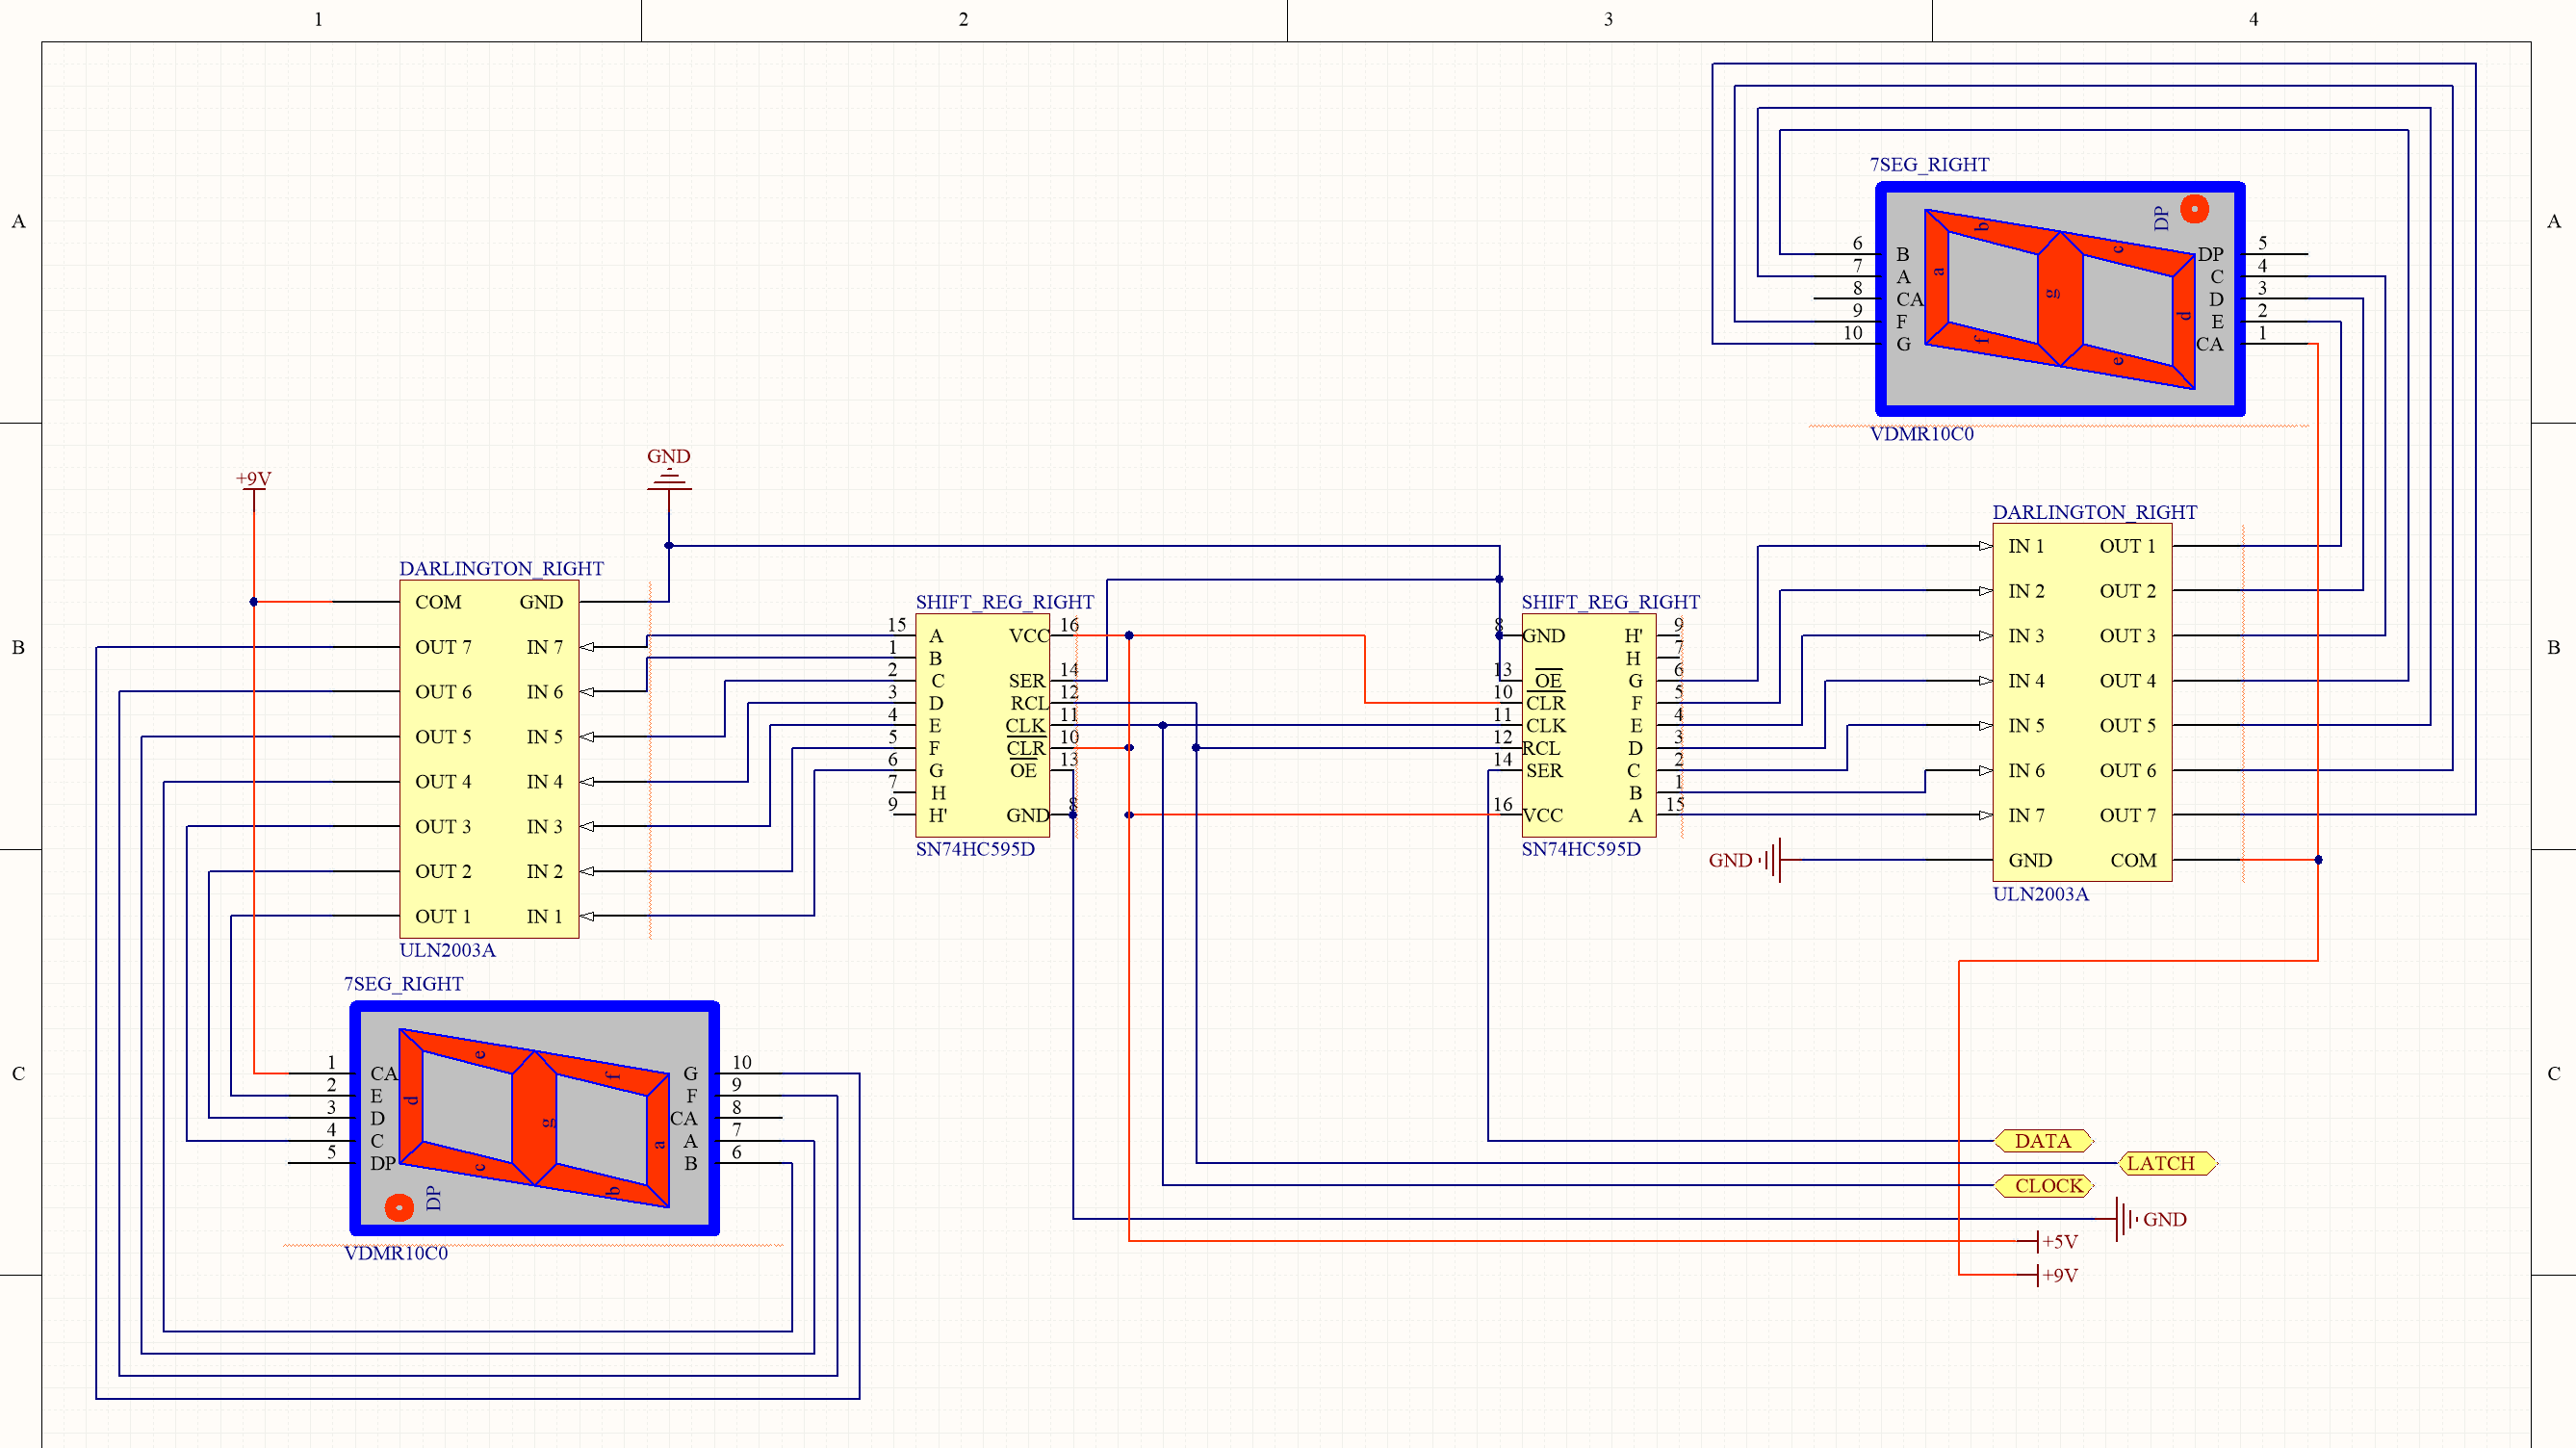 1 2 3 4
A A
7SEG_RIGHT
DP
b c a g d f e
6 B DP 5
7 A C 4
8 CA D 3
9 F E 2
10 G CA 1
VDMR10C0
+9V
GND
DARLINGTON_RIGHT
COM GND
OUT 7 IN 7
OUT 6 IN 6
OUT 5 IN 5
OUT 4 IN 4
OUT 3 IN 3
OUT 2 IN 2
OUT 1 IN 1
ULN2003A
SHIFT_REG_RIGHT
15 A VCC 16
1 B
2 C SER 14
3 D RCL 12
4 E CLK 11
5 F CLR 10
6 G OE 13
7 H
9 H' GND 8
SN74HC595D
SHIFT_REG_RIGHT
8 GND H' 9
H 7
13 OE G 6
10 CLR F 5
11 CLK E 4
12 RCL D 3
14 SER C 2
B 1
16 VCC A 15
SN74HC595D
DARLINGTON_RIGHT
IN 1 OUT 1
IN 2 OUT 2
IN 3 OUT 3
IN 4 OUT 4
IN 5 OUT 5
IN 6 OUT 6
IN 7 OUT 7
GND GND COM
ULN2003A
B B
7SEG_RIGHT
1 CA G 10
2 E F 9
3 D CA 8
4 C A 7
5 DP B 6
e f d g a c b
DP
VDMR10C0
C C
DATA
LATCH
CLOCK
GND
+5V
+9V